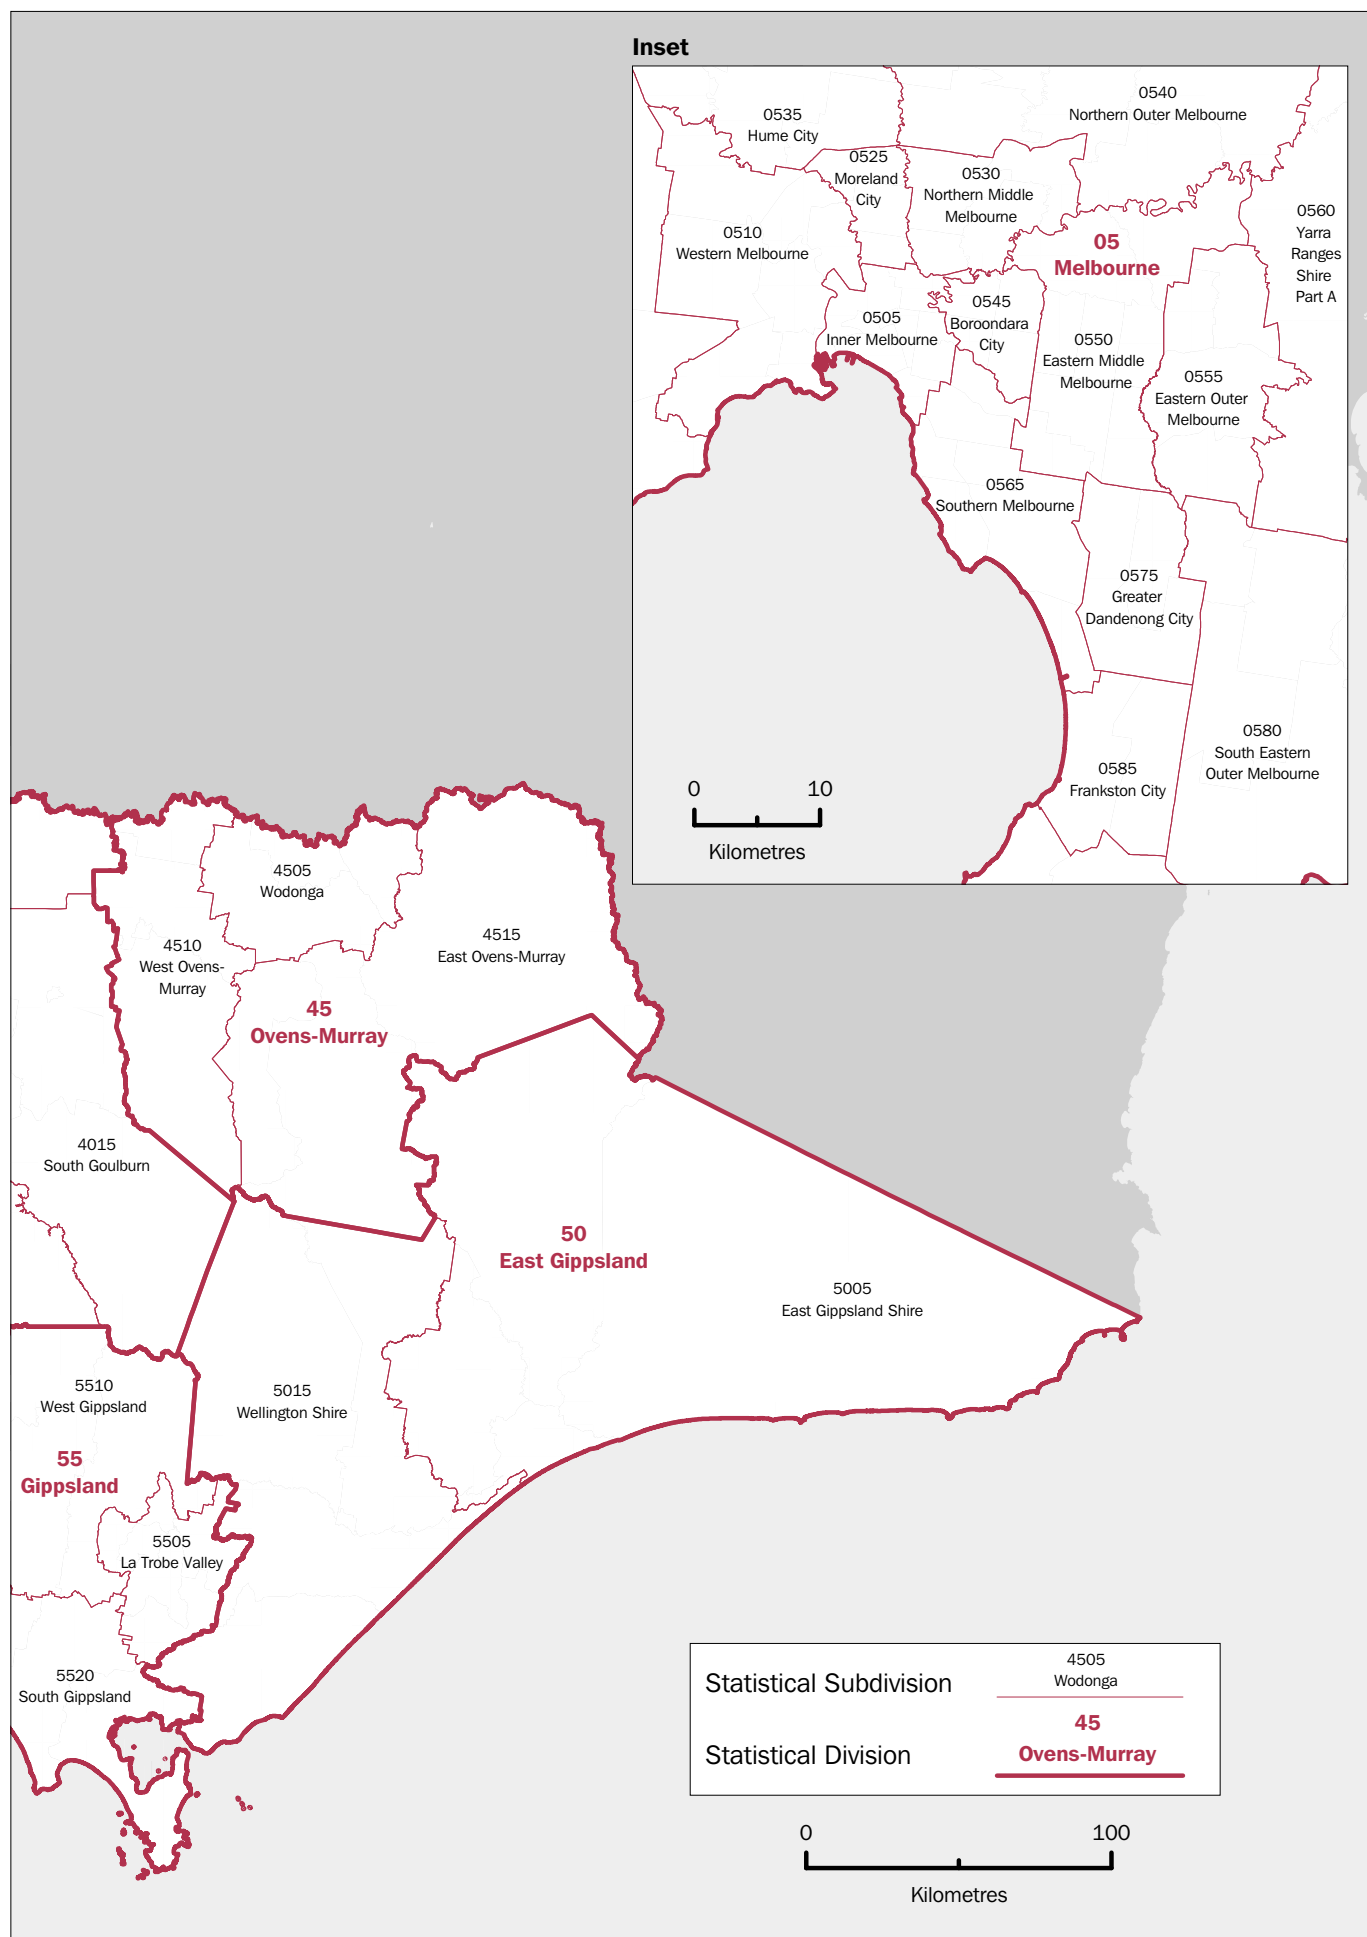 Inset
0540
Northern Outer Melbourne
0535
Hume City
0525
Moreland
City
0530
Northern Middle
Melbourne
0560
Yarra
Ranges
Shire
Part A
0510
Western Melbourne
05
Melbourne
0545
Boroondara
City
0505
Inner Melbourne
0550
Eastern Middle
Melbourne
0555
Eastern Outer
Melbourne
0565
Southern Melbourne
0575
Greater
Dandenong City
0580
South Eastern
Outer Melbourne
0585
Frankston City
0 10
Kilometres
4505
Wodonga
4515
East Ovens-Murray
4510
West Ovens-
Murray
45
Ovens-Murray
4015
South Goulburn
50
East Gippsland
5005
East Gippsland Shire
5510
West Gippsland
5015
Wellington Shire
55
Gippsland
5505
La Trobe Valley
5520
South Gippsland
Statistical Subdivision
4505
Wodonga
Statistical Division
45
Ovens-Murray
0 100
Kilometres